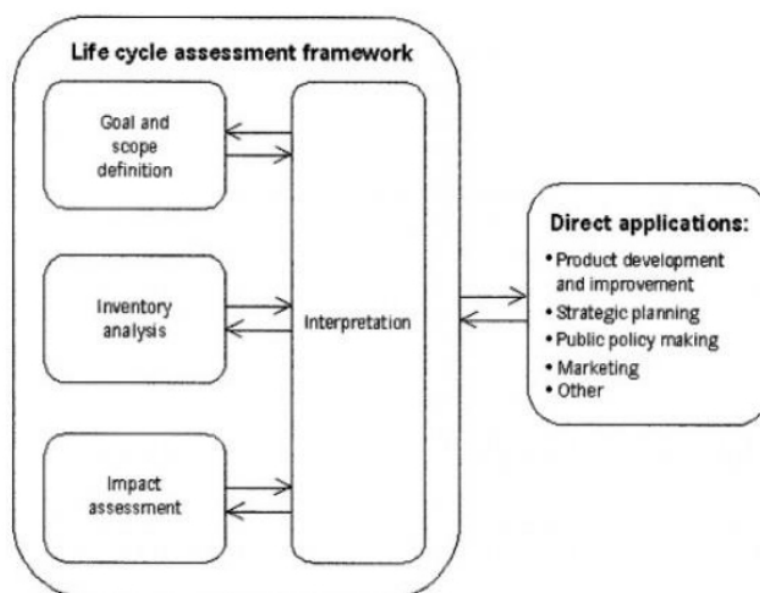 Life cycle assessment framework
Goal and
scope
definition
Inventory
analysis
Impact
assessment
Interpretation
Direct applications:
• Product development
and improvement
• Strategic planning
• Public policy making
• Marketing
• Other